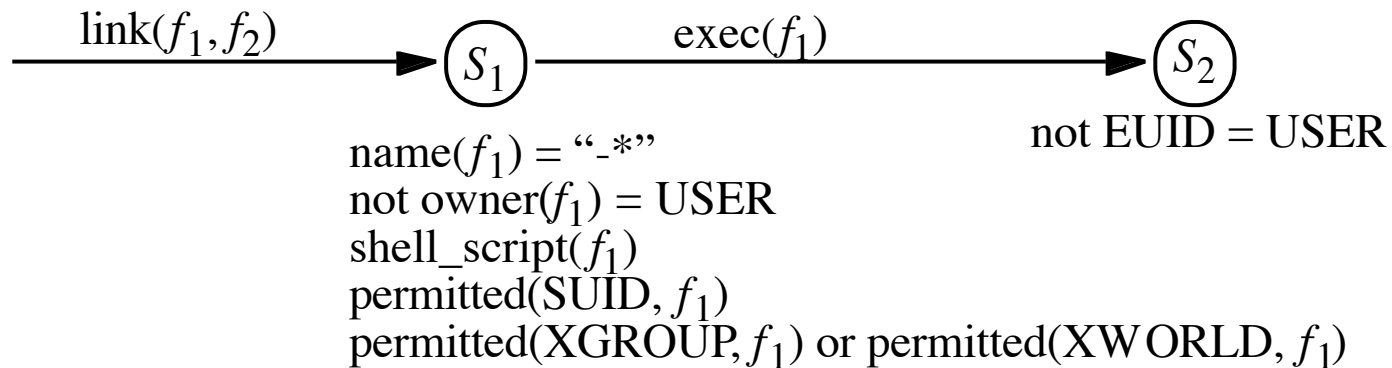 link(f₁, f₂)
exec(f₁)
S₁
S₂
name(f₁) = “-*”
not owner(f₁) = USER
shell_script(f₁)
permitted(SUID, f₁)
permitted(XGROUP, f₁) or permitted(XWORLD, f₁)
not EUID = USER